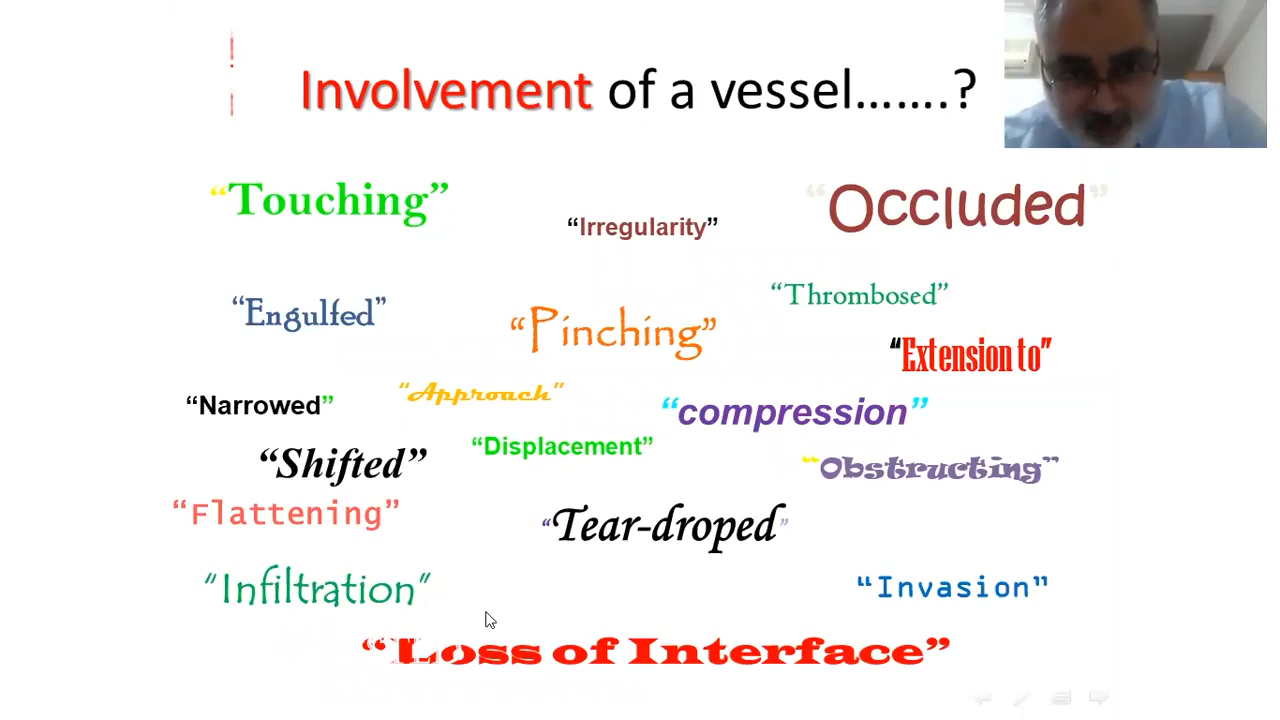 Involvement of a vessel…….?
“Touching”
“Occluded”
“Irregularity”
“Thrombosed”
“Engulfed”
“Pinching”
“Extension to”
“Approach”
“Narrowed”
“compression”
“Displacement”
“Shifted”
“Obstructing”
“Flattening”
“Tear-droped”
“Infiltration”
“Invasion”
“Loss of Interface”